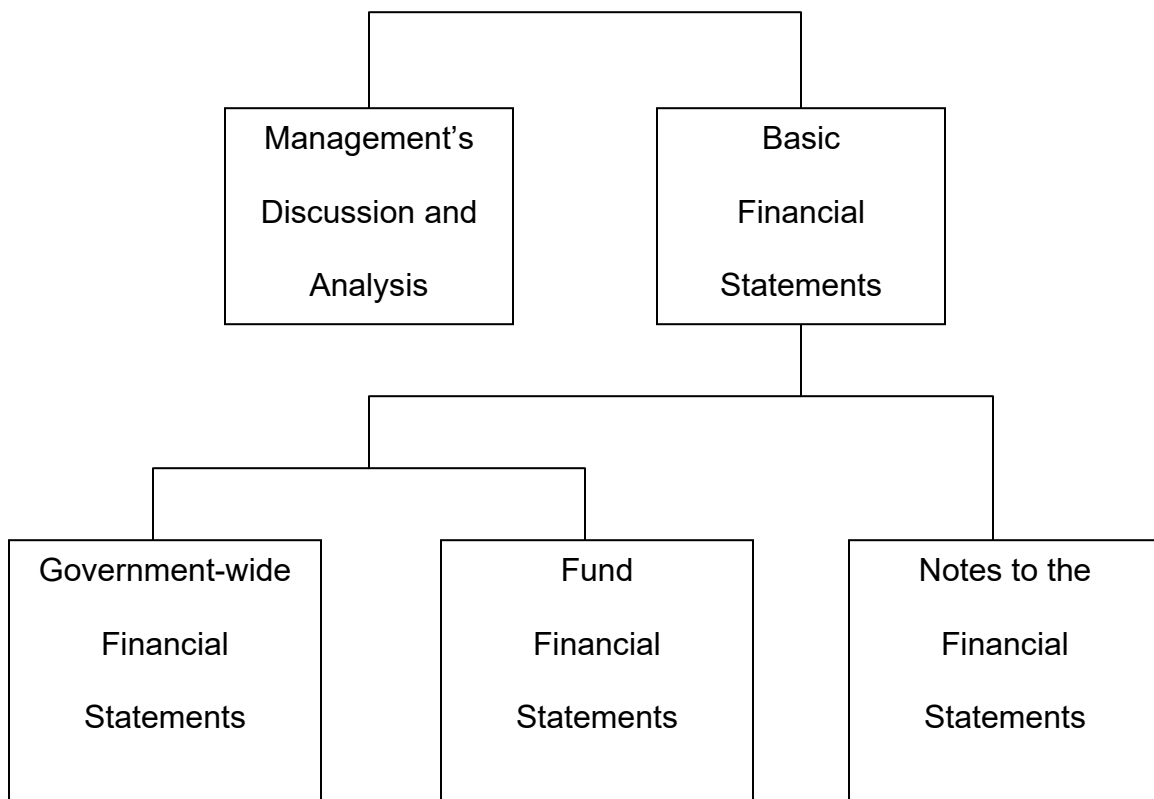 Management’s
Discussion and
Analysis
Basic
Financial
Statements
Government-wide
Financial
Statements
Fund
Financial
Statements
Notes to the
Financial
Statements